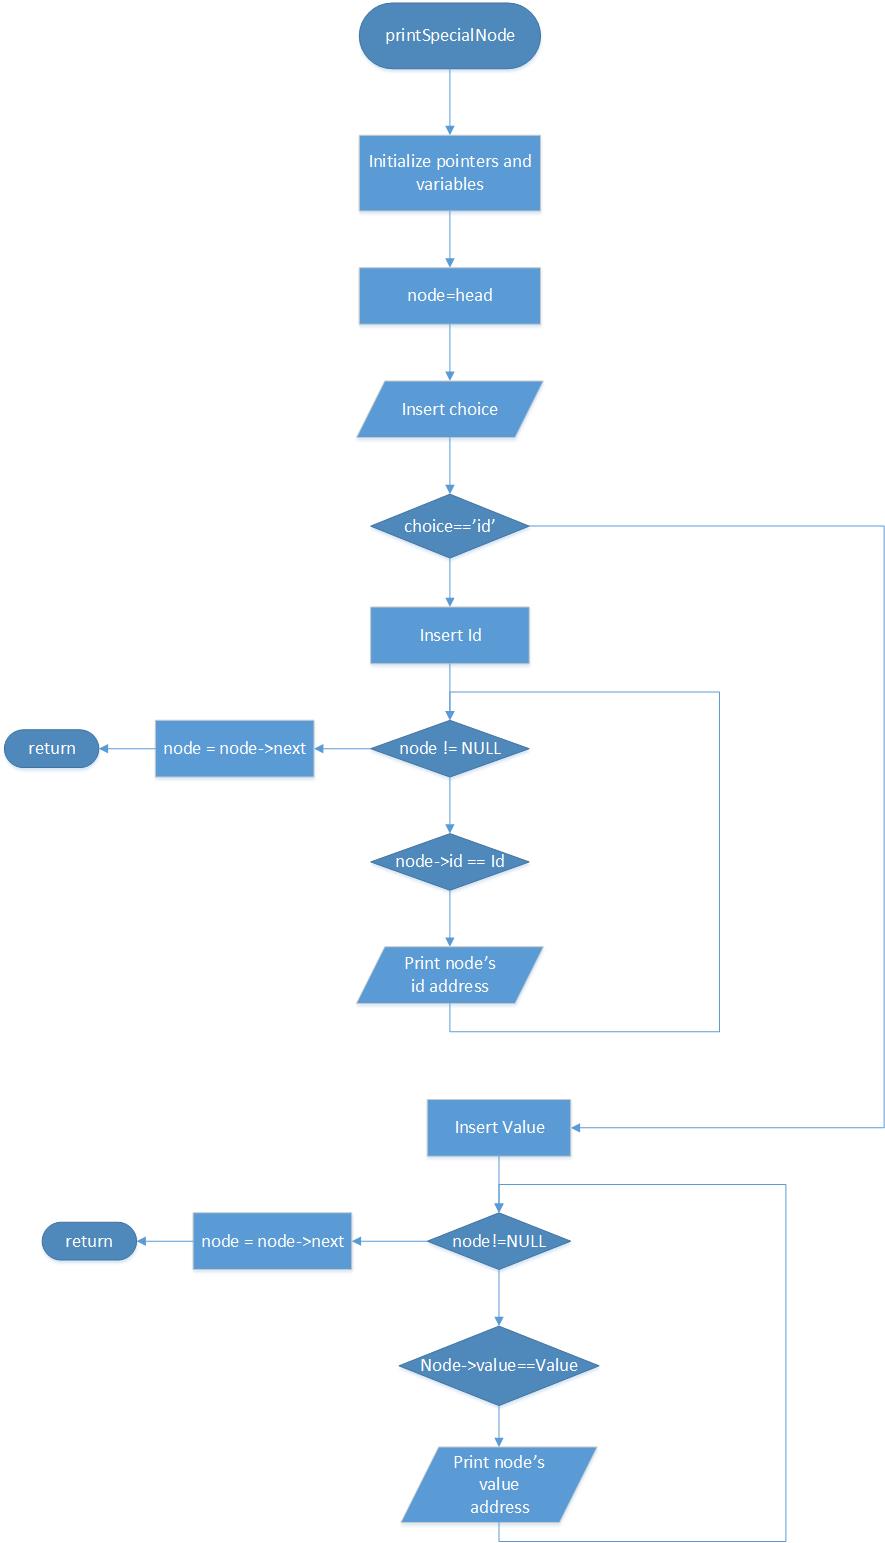 printSpecialNode
Initialize pointers and
variables
node=head
Insert choice
choice==’id’
Insert Id
return
node = node->next
node != NULL
node->id == Id
Print node’s
id address
Insert Value
return
node = node->next
node!=NULL
Node->value==Value
Print node’s
value
address